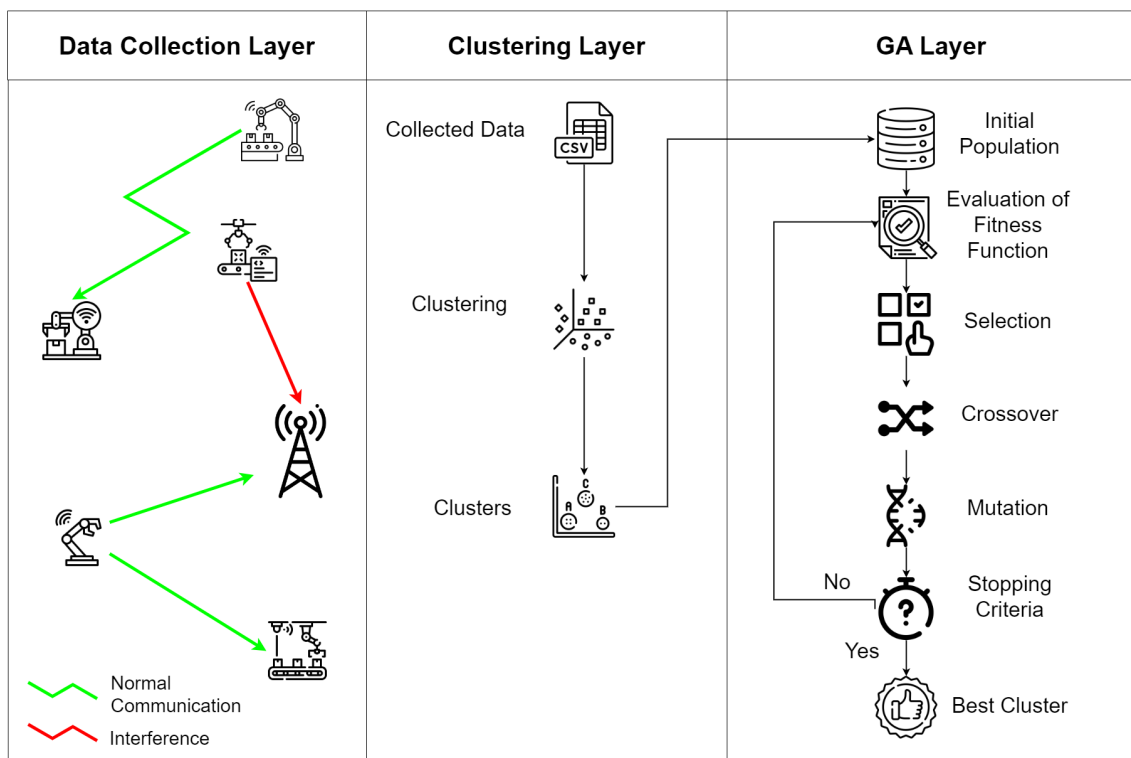 Data Collection Layer
Clustering Layer
GA Layer
Normal
Communication
Interference
Collected Data
CSV
Clustering
Clusters
C
A
B
Initial
Population
Evaluation of
Fitness
Function
Selection
Crossover
Mutation
No
?
Stopping
Criteria
Yes
Best Cluster